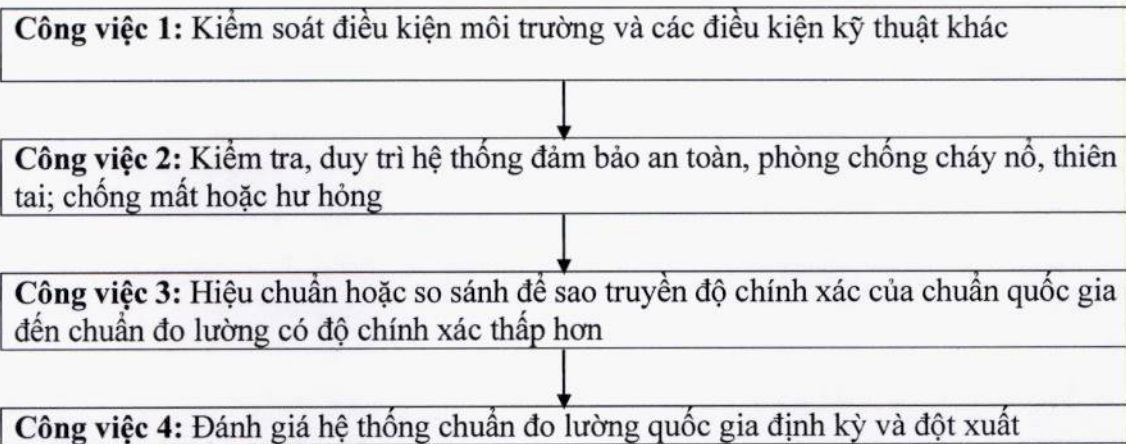 Công việc 1: Kiểm soát điều kiện môi trường và các điều kiện kỹ thuật khác
Công việc 2: Kiểm tra, duy trì hệ thống đảm bảo an toàn, phòng chống cháy nổ, thiên
tai; chống mất hoặc hư hỏng
Công việc 3: Hiệu chuẩn hoặc so sánh để sao truyền độ chính xác của chuẩn quốc gia
đến chuẩn đo lường có độ chính xác thấp hơn
Công việc 4: Đánh giá hệ thống chuẩn đo lường quốc gia định kỳ và đột xuất